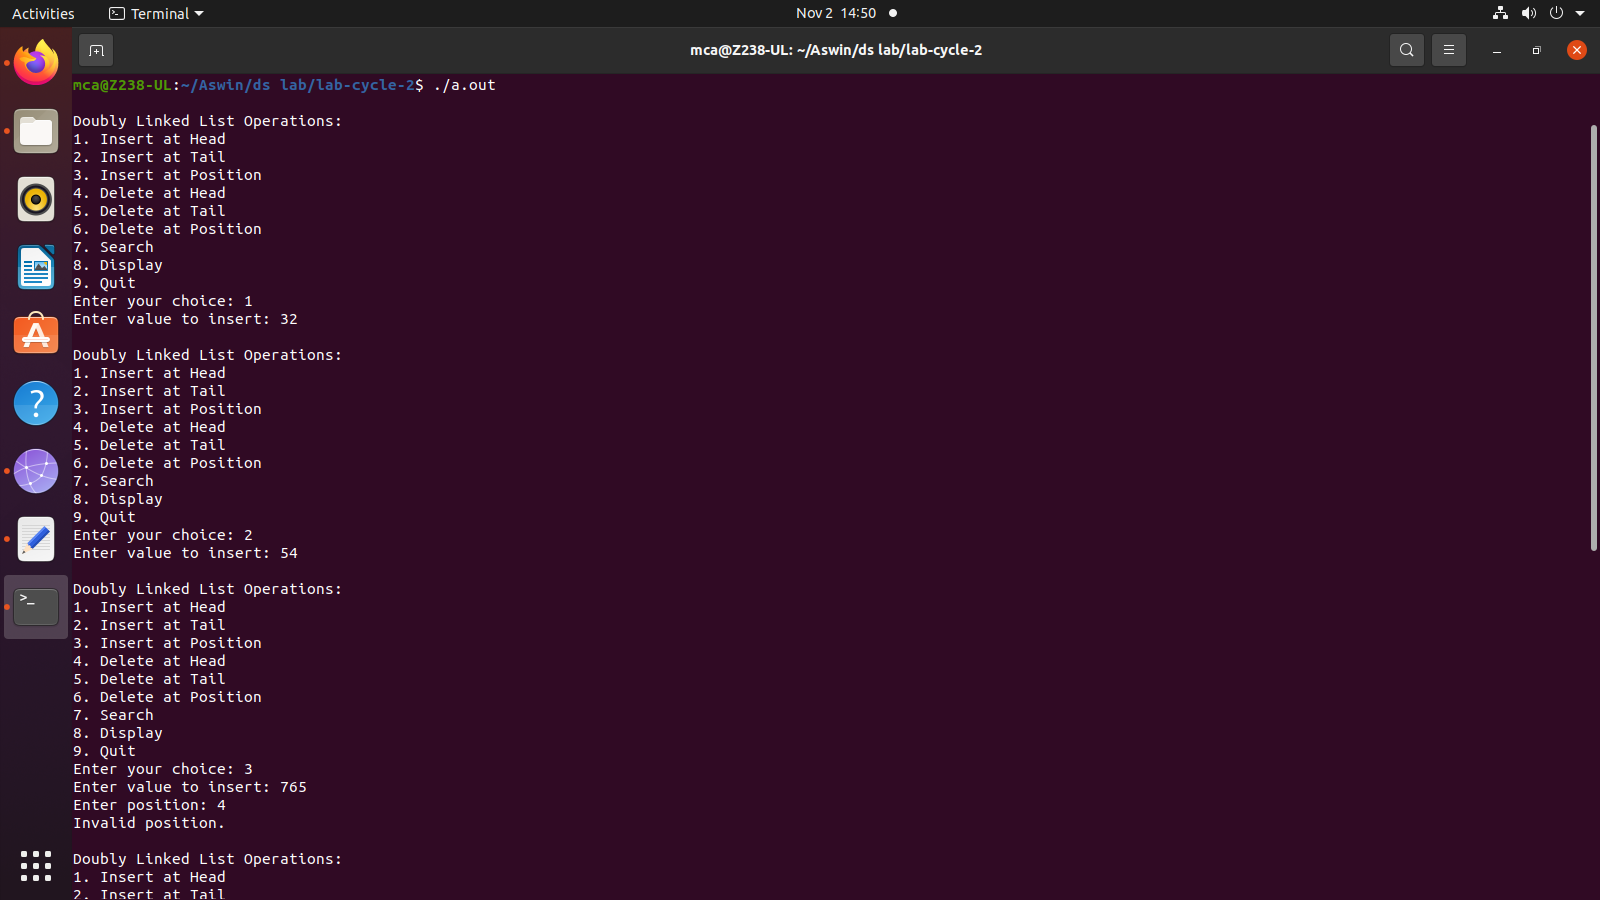 Activities
Terminal
Nov 2 14:50
mca@Z238-UL: ~/Aswin/ds lab/lab-cycle-2
mca@Z238-UL:~/Aswin/ds lab/lab-cycle-2$ ./a.out
Doubly Linked List Operations:
1. Insert at Head
2. Insert at Tail
3. Insert at Position
4. Delete at Head
5. Delete at Tail
6. Delete at Position
7. Search
8. Display
9. Quit
Enter your choice: 1
Enter value to insert: 32
Doubly Linked List Operations:
1. Insert at Head
2. Insert at Tail
3. Insert at Position
4. Delete at Head
5. Delete at Tail
6. Delete at Position
7. Search
8. Display
9. Quit
Enter your choice: 2
Enter value to insert: 54
Doubly Linked List Operations:
1. Insert at Head
2. Insert at Tail
3. Insert at Position
4. Delete at Head
5. Delete at Tail
6. Delete at Position
7. Search
8. Display
9. Quit
Enter your choice: 3
Enter value to insert: 765
Enter position: 4
Invalid position.
Doubly Linked List Operations:
1. Insert at Head
2. Insert at Tail